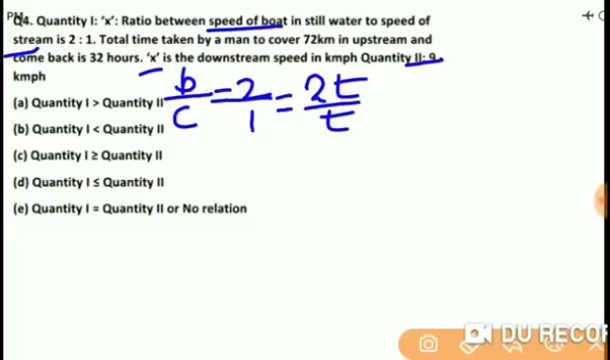 PM
Q4. Quantity I: 'x': Ratio between speed of boat in still water to speed of
stream is 2 : 1. Total time taken by a man to cover 72km in upstream and
come back is 32 hours. 'x' is the downstream speed in kmph Quantity II: 9
kmph
b/c = 2/1 = 2t/t
(a) Quantity I > Quantity II
(b) Quantity I < Quantity II
(c) Quantity I ≥ Quantity II
(d) Quantity I ≤ Quantity II
(e) Quantity I = Quantity II or No relation
DU RECOR